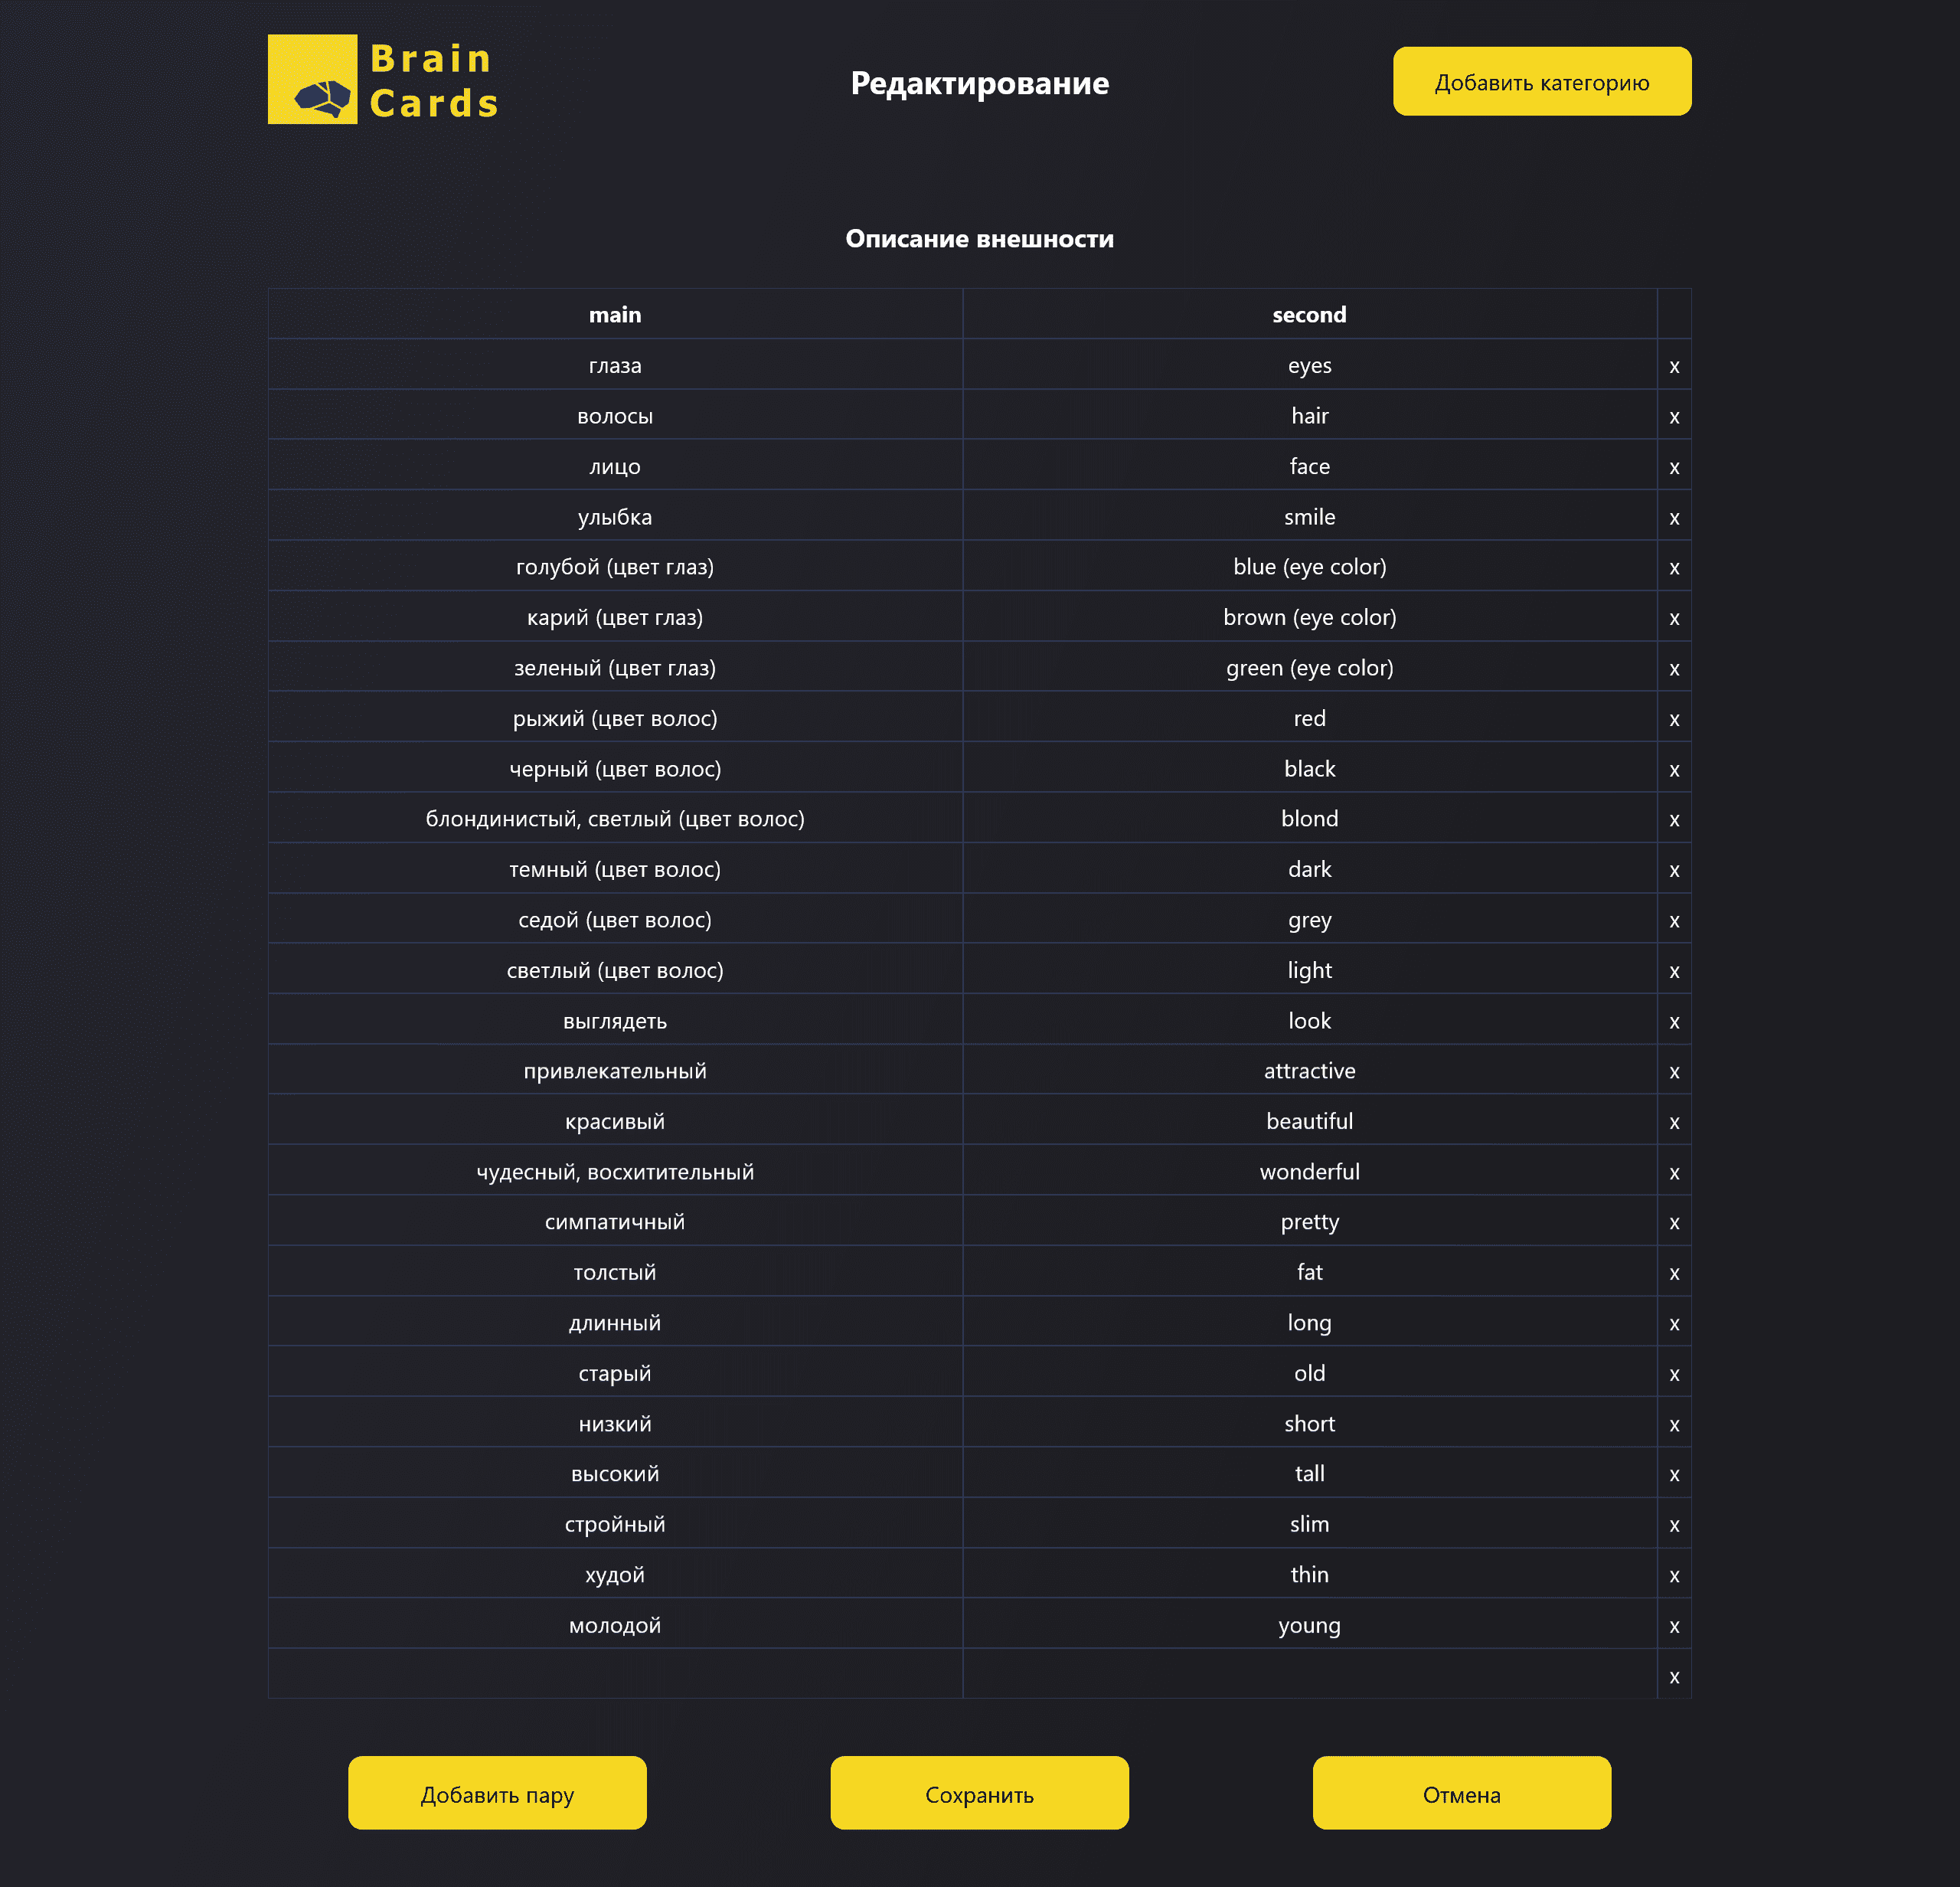 Brain
Cards
Редактирование
Добавить категорию
Описание внешности
main second
глаза eyes x
волосы hair x
лицо face x
улыбка smile x
голубой (цвет глаз) blue (eye color) x
карий (цвет глаз) brown (eye color) x
зеленый (цвет глаз) green (eye color) x
рыжий (цвет волос) red x
черный (цвет волос) black x
блондинистый, светлый (цвет волос) blond x
темный (цвет волос) dark x
седой (цвет волос) grey x
светлый (цвет волос) light x
выглядеть look x
привлекательный attractive x
красивый beautiful x
чудесный, восхитительный wonderful x
симпатичный pretty x
толстый fat x
длинный long x
старый old x
низкий short x
высокий tall x
стройный slim x
худой thin x
молодой young x
x
Добавить пару Сохранить Отмена